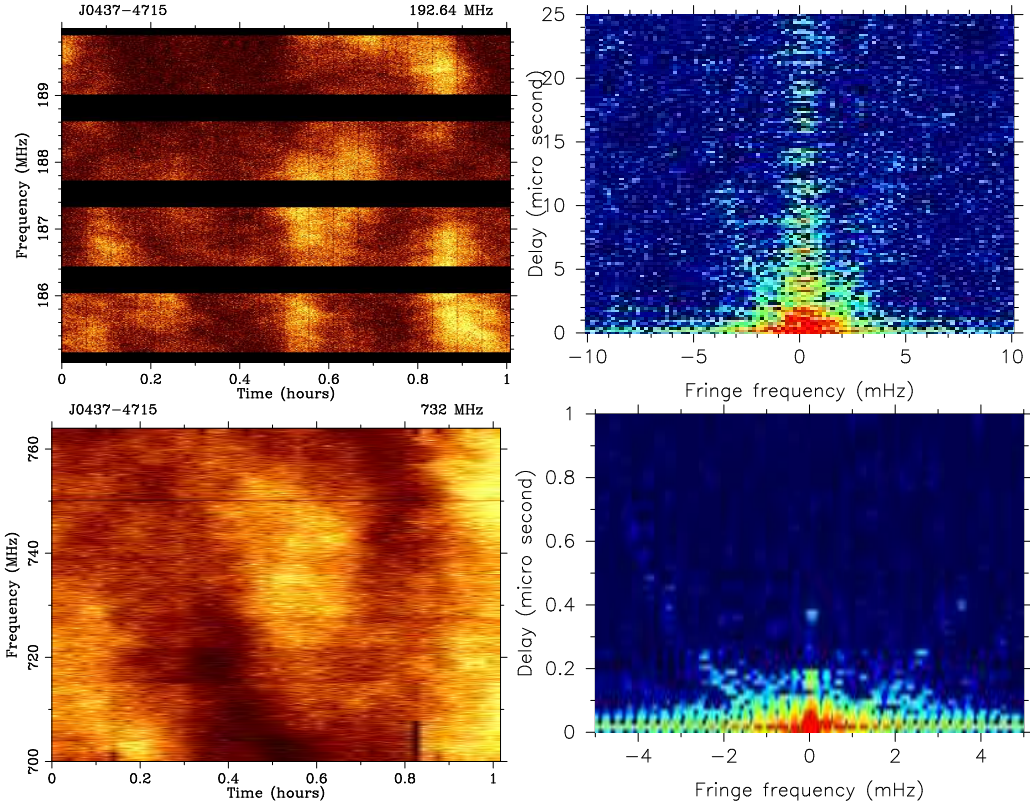 J0437-4715 192.64 MHz
189
188
187
186
Frequency (MHz)
0 0.2 0.4 0.6 0.8 1
Time (hours)
25
20
15
10
5
0
Delay (micro second)
-10 -5 0 5 10
Fringe frequency (mHz)
J0437-4715 732 MHz
760
740
720
700
Frequency (MHz)
0 0.2 0.4 0.6 0.8 1
Time (hours)
1
0.8
0.6
0.4
0.2
0
Delay (micro second)
-4 -2 0 2 4
Fringe frequency (mHz)